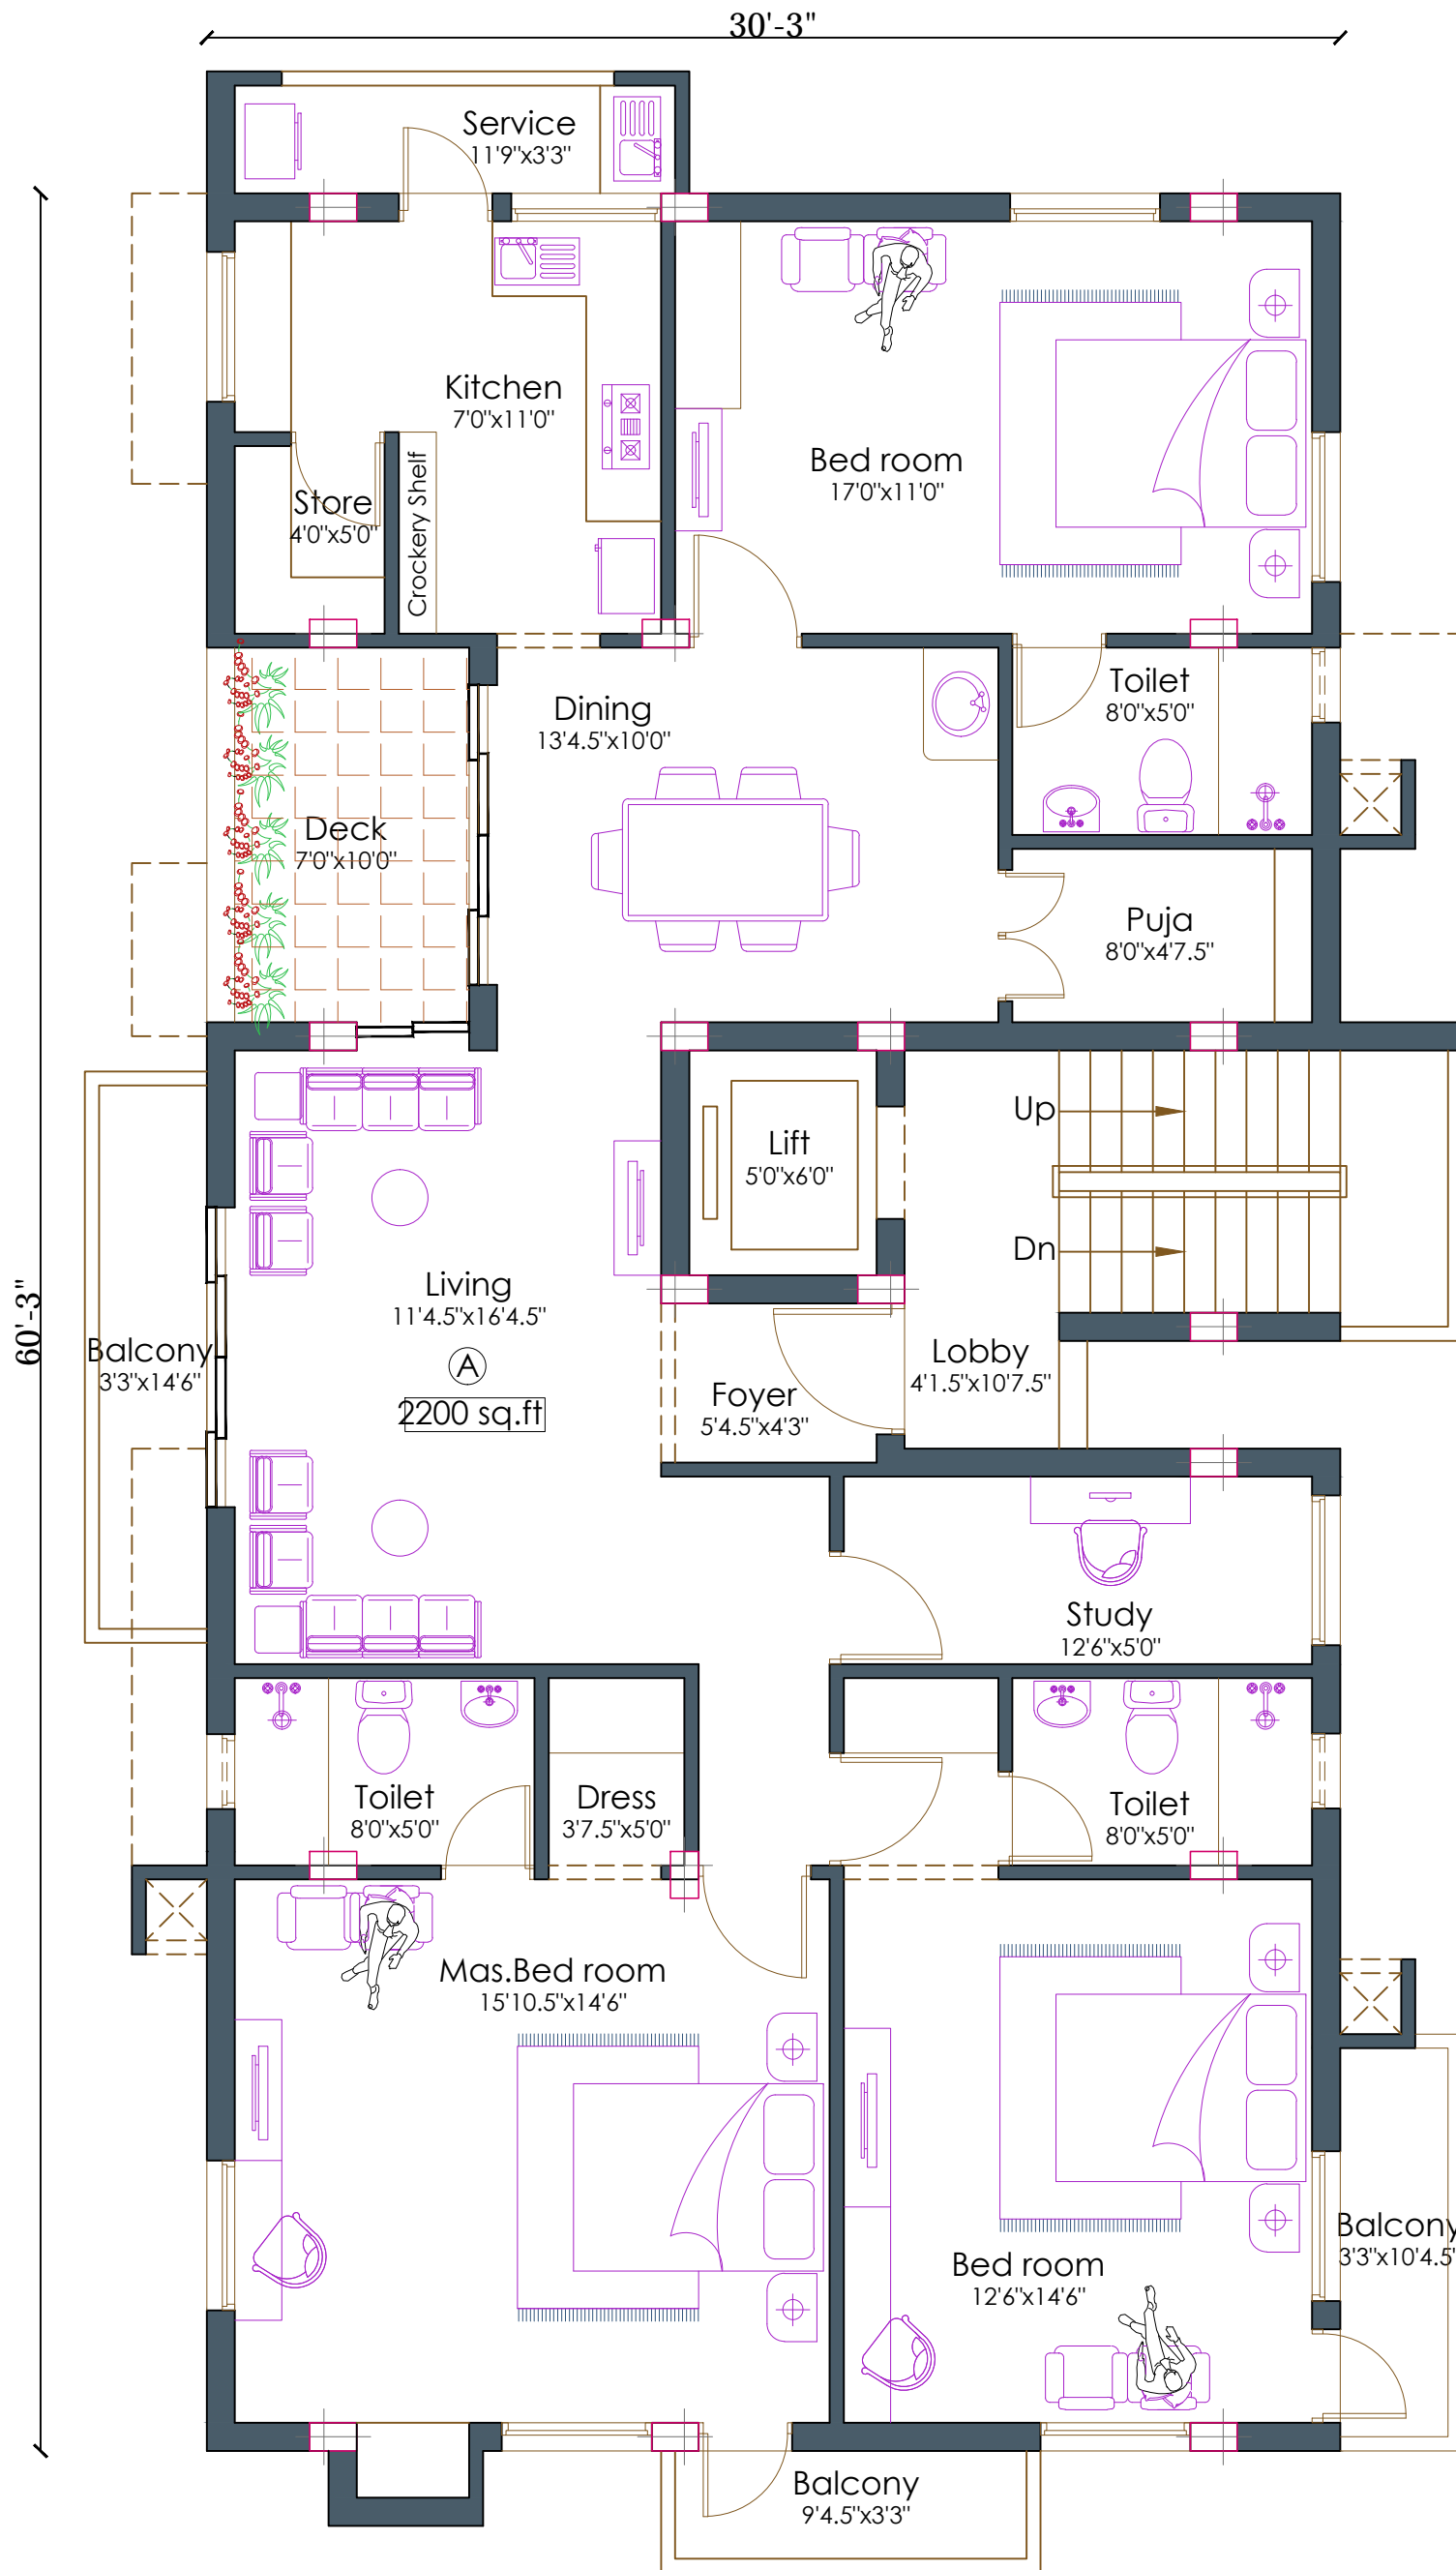 30'-3"
Service
11'9"x3'3"
Kitchen
7'0"x11'0"
Bed room
17'0"x11'0"
Store
4'0"x5'0"
Crockery Shelf
Toilet
8'0"x5'0"
Dining
13'4.5"x10'0"
Deck
7'0"x10'0"
Puja
8'0"x4'7.5"
Up
Lift
5'0"x6'0"
Dn
Living
11'4.5"x16'4.5"
60'-3"
Balcony
3'3"x14'6"
A
Lobby
4'1.5"x10'7.5"
Foyer
5'4.5"x4'3"
2200 sq.ft
Study
12'6"x5'0"
Toilet
8'0"x5'0"
Dress
3'7.5"x5'0"
Toilet
8'0"x5'0"
Mas.Bed room
15'10.5"x14'6"
Balcony
3'3"x10'4.5"
Bed room
12'6"x14'6"
Balcony
9'4.5"x3'3"